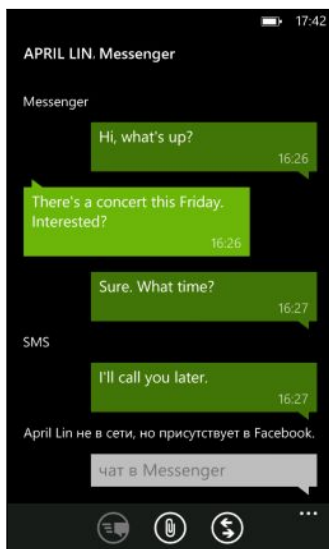 17:42
APRIL LIN, Messenger
Messenger
Hi, what's up?
16:26
There's a concert this Friday.
Interested?
16:26
Sure. What time?
16:27
SMS
I'll call you later.
16:27
April Lin не в сети, но присутствует в Facebook.
чат в Messenger